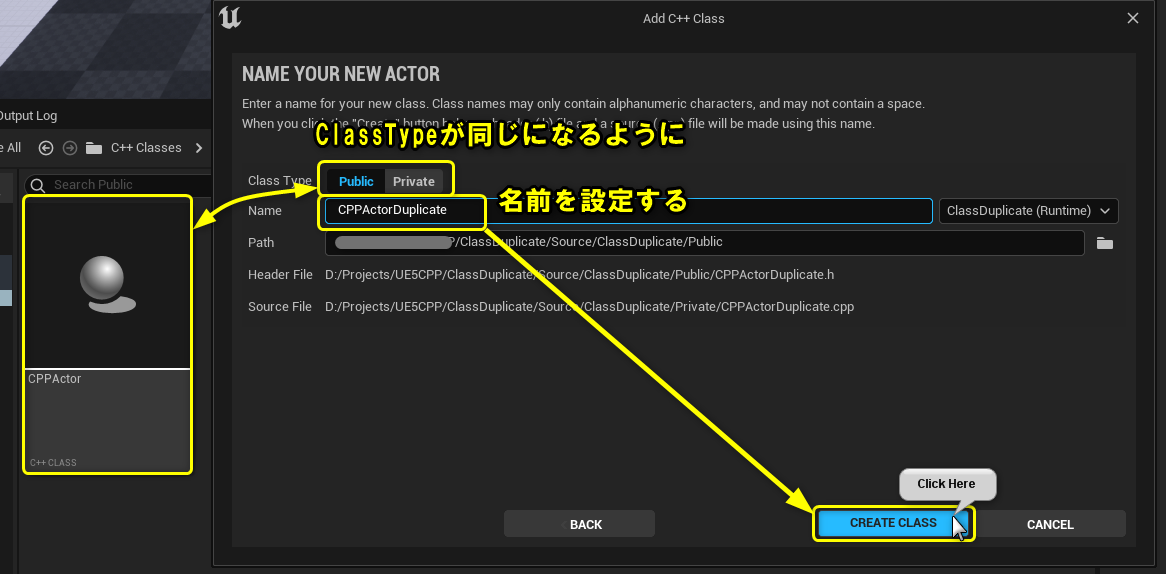 Add C++ Class
NAME YOUR NEW ACTOR
Enter a name for your new class. Class names may only contain alphanumeric characters, and may not contain a space.
When you click the "Create" button file will be made using this name.
ClassTypeが同じになるように
Output Log
All
C++ Classes
Search Public
Class Type
Public
Private
Name
CPPActorDuplicate
名前を設定する
ClassDuplicate (Runtime)
Path
/ClassDuplicate/Source/ClassDuplicate/Public
Header File
D:/Projects/UE5CPP/ClassDuplicate/Source/ClassDuplicate/Public/CPPActorDuplicate.h
Source File
D:/Projects/UE5CPP/ClassDuplicate/Source/ClassDuplicate/Private/CPPActorDuplicate.cpp
CPPActor
C++ CLASS
Click Here
BACK
CREATE CLASS
CANCEL